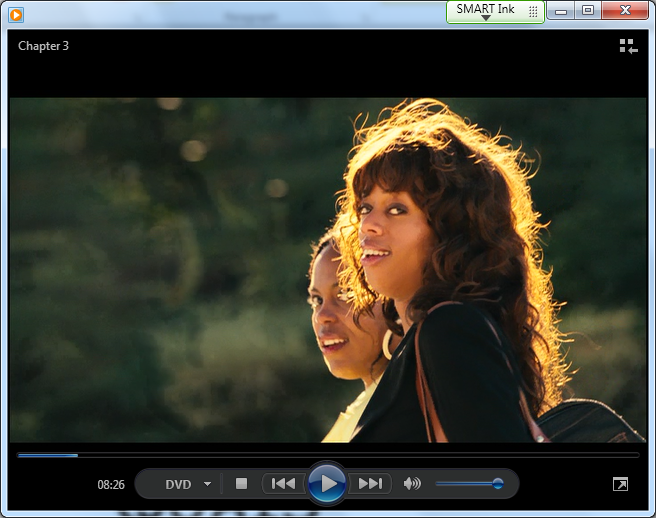 SMART Ink
Chapter 3
08:26
DVD